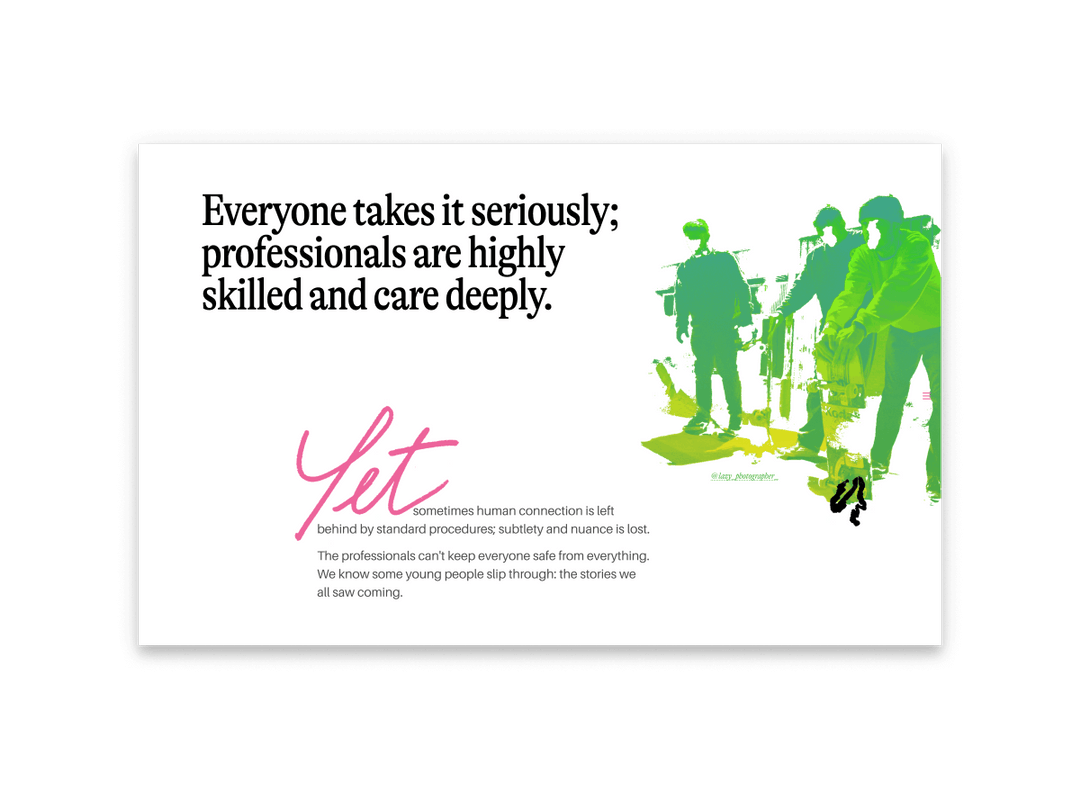 Everyone takes it seriously;
professionals are highly
skilled and care deeply.
Yet
sometimes human connection is left
behind by standard procedures; subtlety and nuance is lost.
The professionals can't keep everyone safe from everything.
We know some young people slip through: the stories we
all saw coming.
@lazy_photographer_